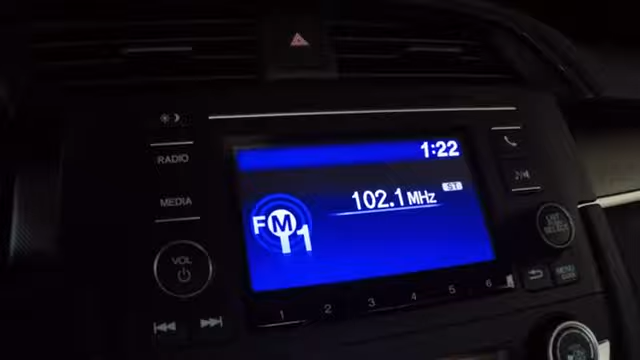 1:22
RADIO
102.1 MHz
ST
MEDIA
FM1
VOL
1 2 3 4 5 6
MENU